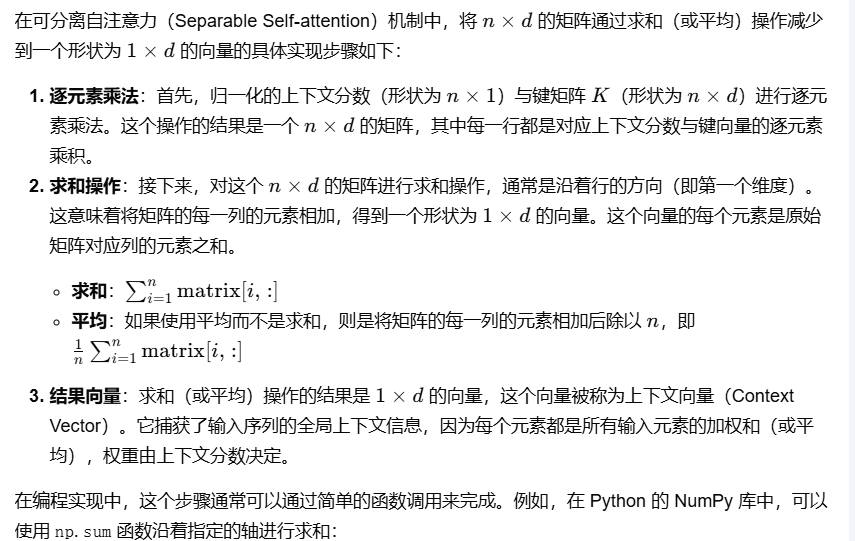 在可分离自注意力（Separable Self-attention）机制中，将 n × d 的矩阵通过求和（或平均）操作减少
到一个形状为 1 × d 的向量的具体实现步骤如下：
1. 逐元素乘法：首先，归一化的上下文分数（形状为 n × 1）与键矩阵 K（形状为 n × d）进行逐元
素乘法。这个操作的结果是一个 n × d 的矩阵，其中每一行都是对应上下文分数与键向量的逐元素
乘积。
2. 求和操作：接下来，对这个 n × d 的矩阵进行求和操作，通常是沿着行的方向（即第一个维度）。
这意味着将矩阵的每一列的元素相加，得到一个形状为 1 × d 的向量。这个向量的每个元素是原始
矩阵对应列的元素之和。
◦ 求和：∑_{i=1}^{n} matrix[i, :]
◦ 平均：如果使用平均而不是求和，则是将矩阵的每一列的元素相加后除以 n，即
\frac{1}{n} ∑_{i=1}^{n} matrix[i, :]
3. 结果向量：求和（或平均）操作的结果是 1 × d 的向量，这个向量被称为上下文向量（Context
Vector）。它捕获了输入序列的全局上下文信息，因为每个元素都是所有输入元素的加权和（或平
均），权重由上下文分数决定。
在编程实现中，这个步骤通常可以通过简单的函数调用来完成。例如，在 Python 的 NumPy 库中，可以
使用 np.sum 函数沿着指定的轴进行求和：